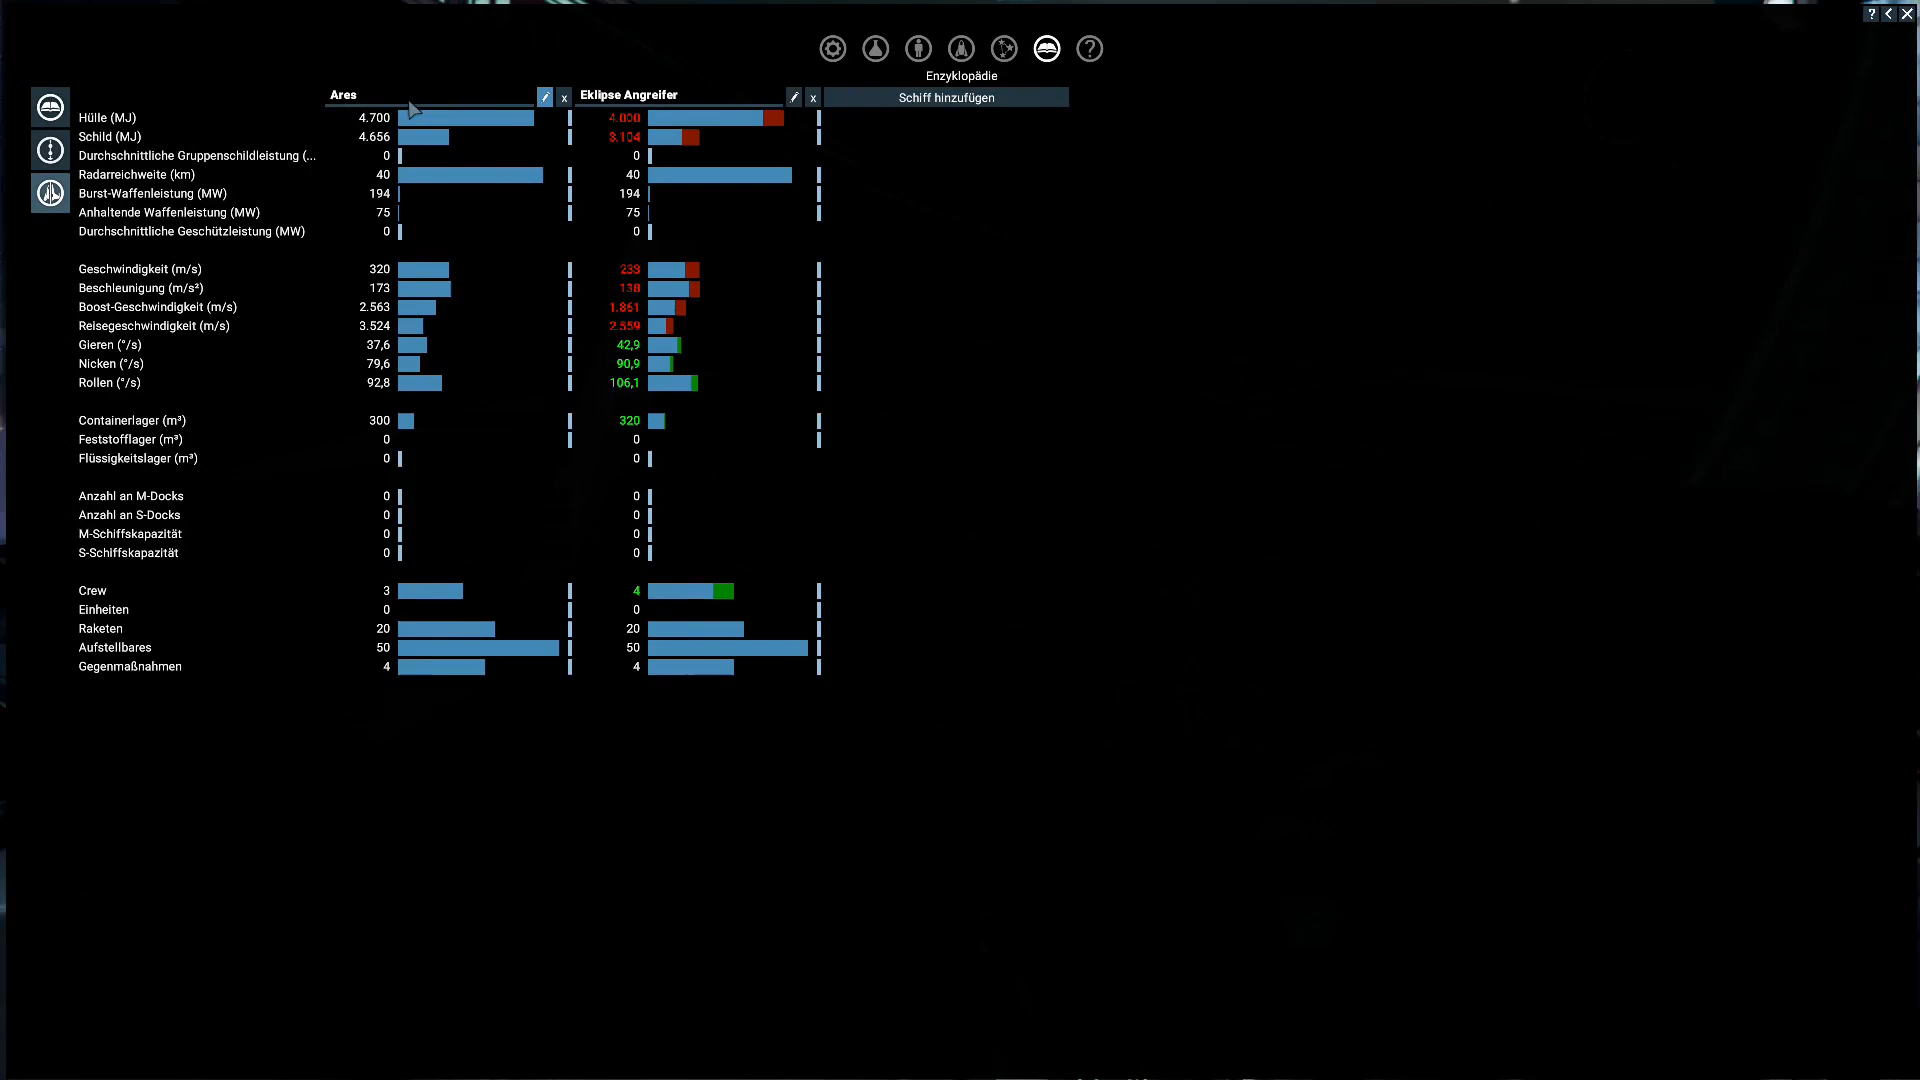 ? < X
Enzyklopädie
Ares x Eklipse Angreifer x Schiff hinzufügen
Hülle (MJ) 4.700 4.000
Schild (MJ) 4.656 3.104
Durchschnittliche Gruppenschildleistung (... 0 0
Radarreichweite (km) 40 40
Burst-Waffenleistung (MW) 194 194
Anhaltende Waffenleistung (MW) 75 75
Durchschnittliche Geschützleistung (MW) 0 0
Geschwindigkeit (m/s) 320 233
Beschleunigung (m/s²) 173 138
Boost-Geschwindigkeit (m/s) 2.563 1.861
Reisegeschwindigkeit (m/s) 3.524 2.559
Gieren (°/s) 37,6 42,9
Nicken (°/s) 79,6 90,9
Rollen (°/s) 92,8 106,1
Containerlager (m³) 300 320
Feststofflager (m³) 0 0
Flüssigkeitslager (m³) 0 0
Anzahl an M-Docks 0 0
Anzahl an S-Docks 0 0
M-Schiffskapazität 0 0
S-Schiffskapazität 0 0
Crew 3 4
Einheiten 0 0
Raketen 20 20
Aufstellbares 50 50
Gegenmaßnahmen 4 4